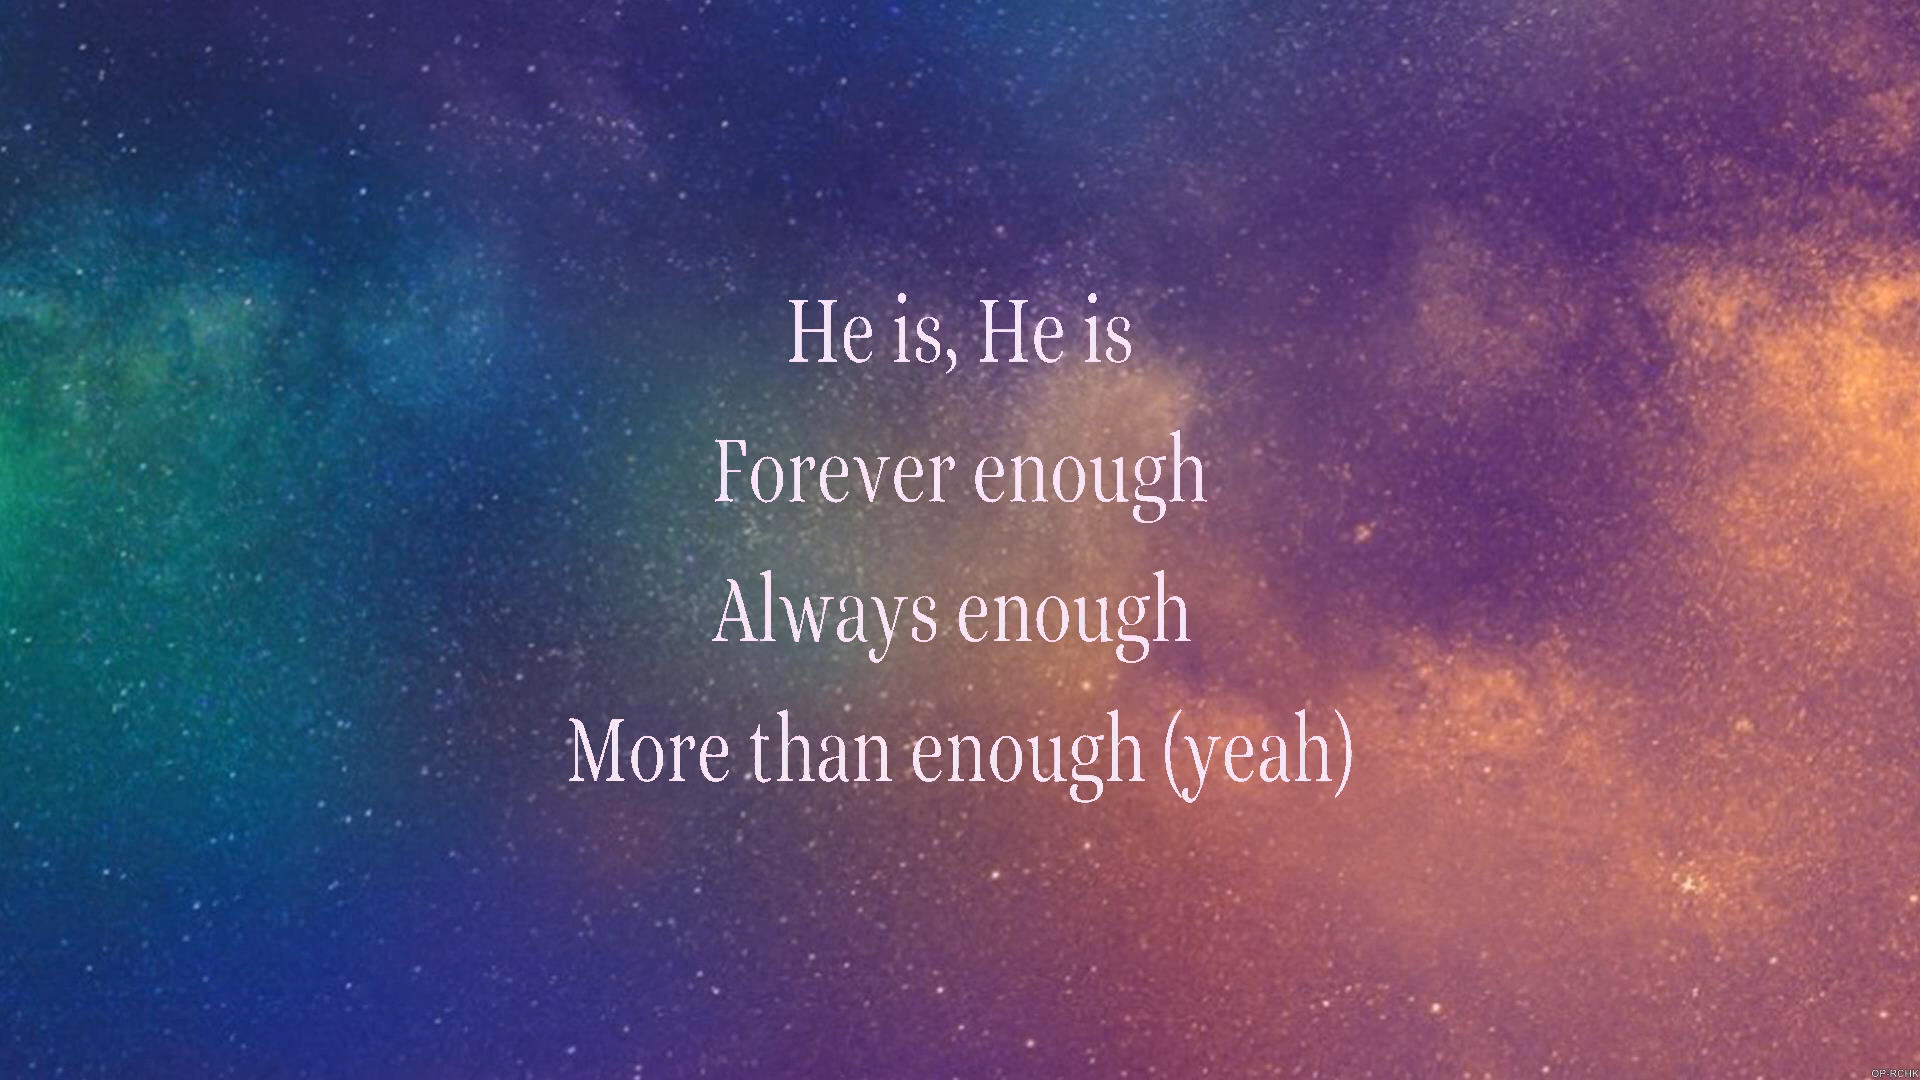 He is, He is
Forever enough
Always enough
More than enough (yeah)
OP-RCHK